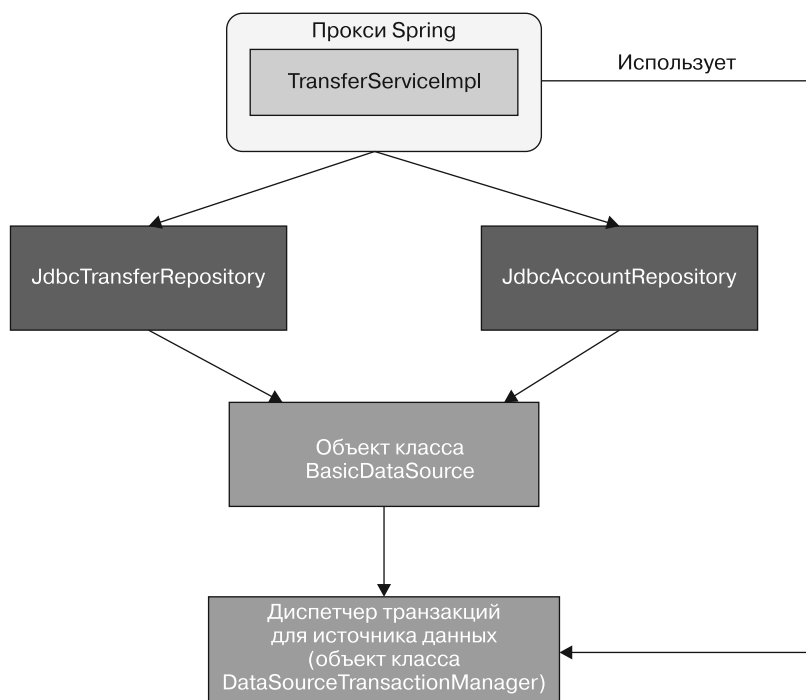 Прокси Spring
TransferServiceImpl
Использует
JdbcTransferRepository
JdbcAccountRepository
Объект класса
BasicDataSource
Диспетчер транзакций
для источника данных
(объект класса
DataSourceTransactionManager)